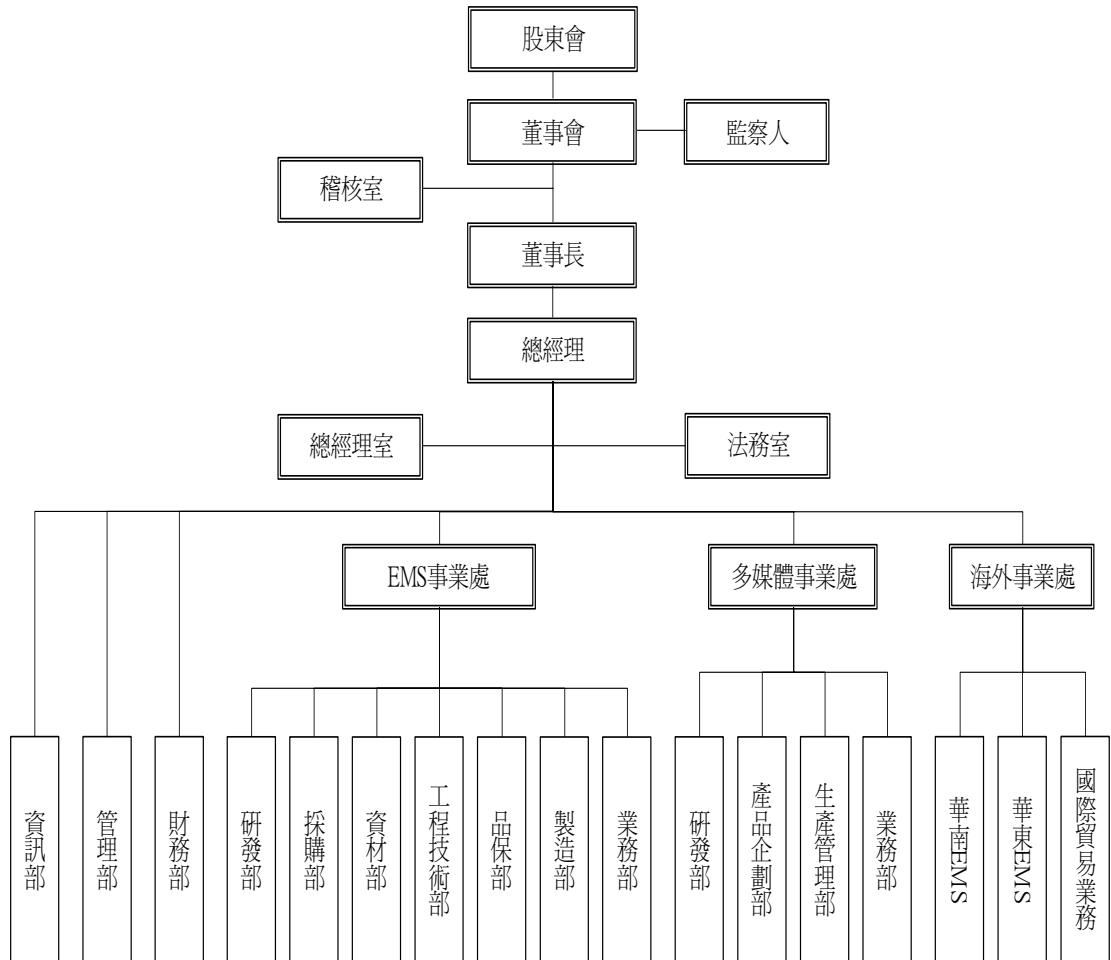 股東會
董事會
監察人
稽核室
董事長
總經理
總經理室
法務室
EMS事業處
多媒體事業處
海外事業處
資訊部
管理部
財務部
研發部
採購部
資材部
工程技術部
品保部
製造部
業務部
研發部
產品企劃部
生產管理部
業務部
華南EMS
華東EMS
國際貿易業務